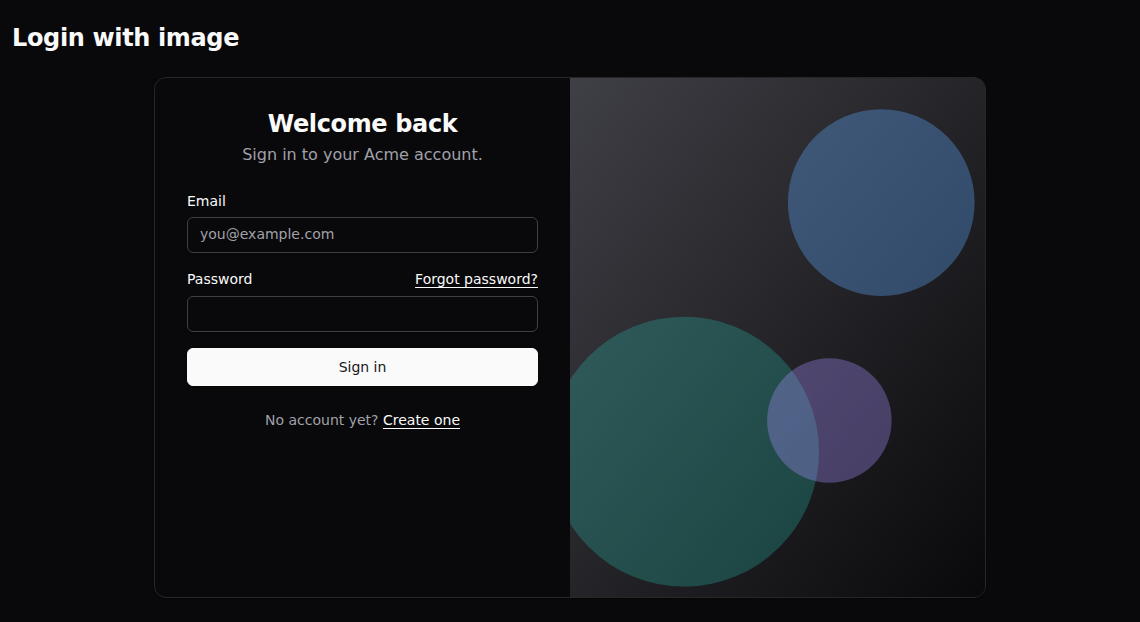 Login with image
Welcome back
Sign in to your Acme account.
Email
you@example.com
Password Forgot password?
Sign in
No account yet? Create one